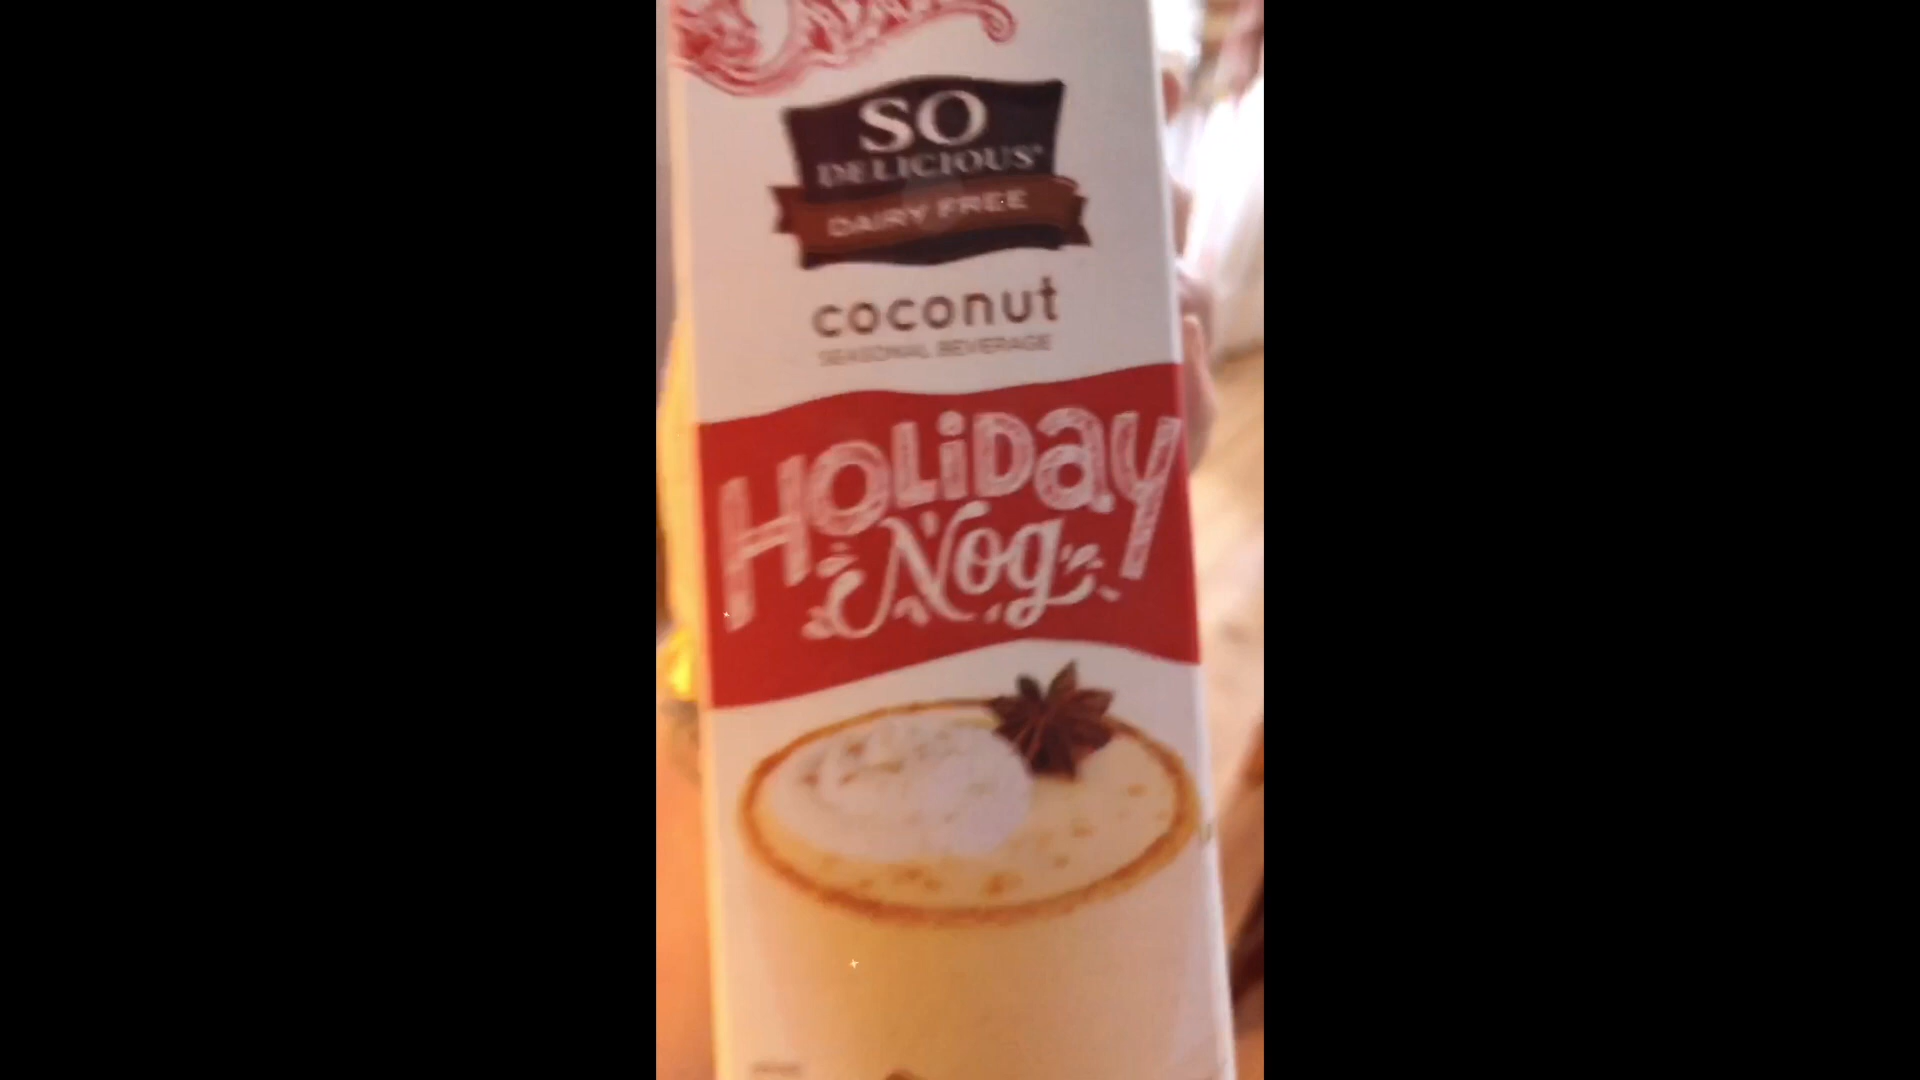 SO
DELICIOUS®
DAIRY FREE
coconut
SEASONAL BEVERAGE
HOLiDay
Nog